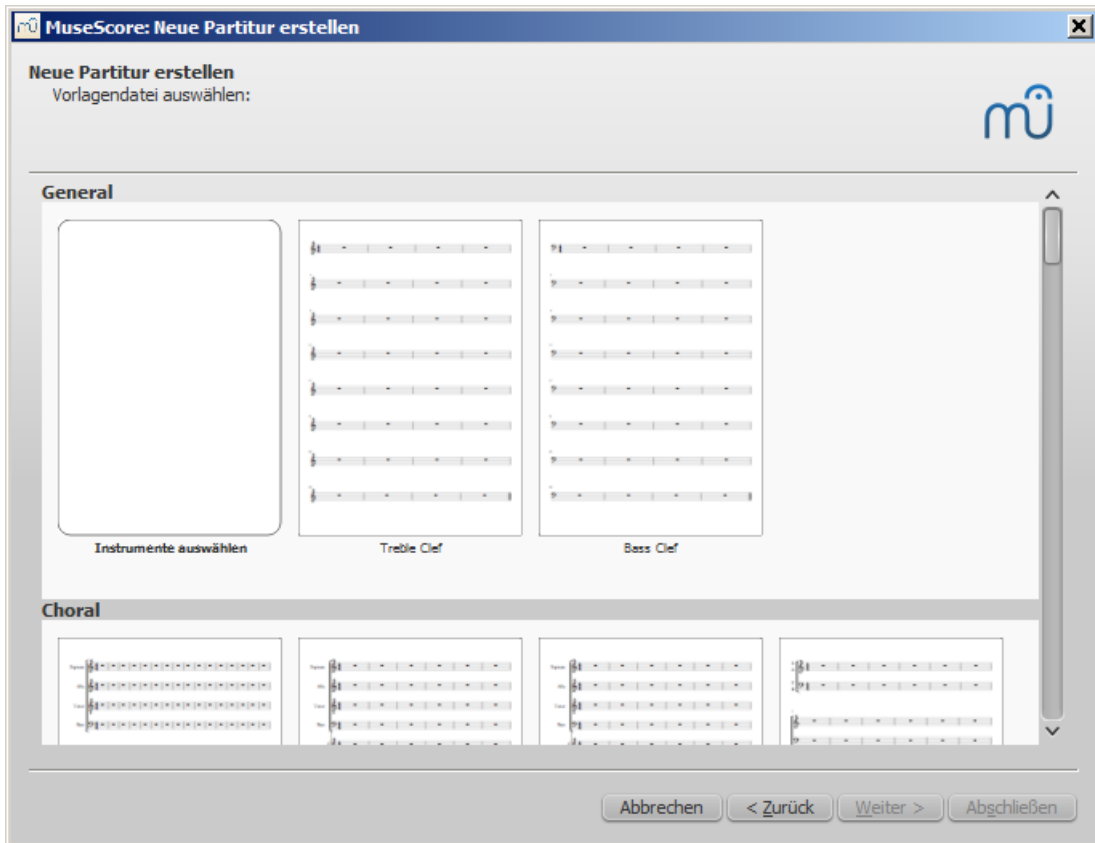 MuseScore: Neue Partitur erstellen
Neue Partitur erstellen
Vorlagendatei auswählen:
General
Instrumente auswählen
Treble Clef
Bass Clef
Choral
Abbrechen
< Zurück
Weiter >
Abschließen